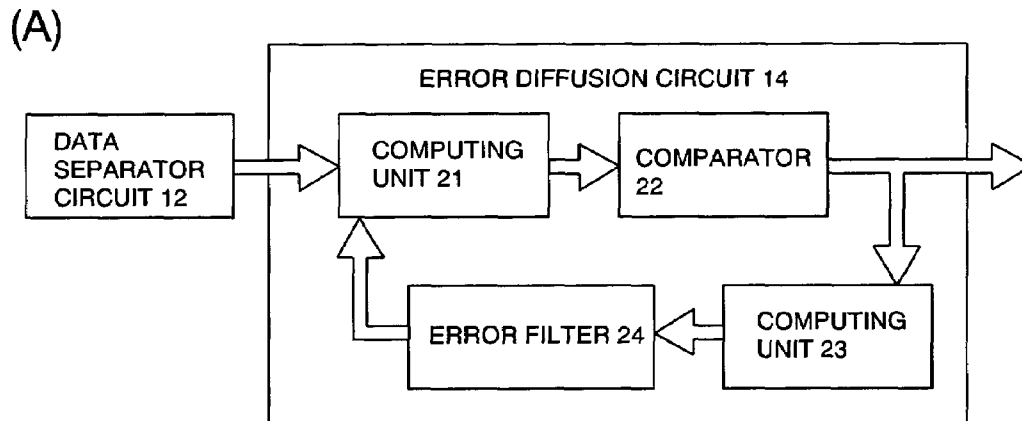 (A)
ERROR DIFFUSION CIRCUIT 14
DATA
SEPARATOR
CIRCUIT 12
COMPUTING
UNIT 21
COMPARATOR
22
ERROR FILTER 24
COMPUTING
UNIT 23